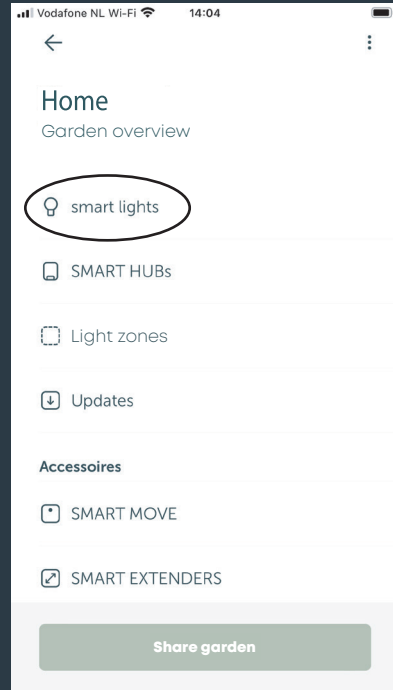 Vodafone NL Wi-Fi 14:04
Home
Garden overview
smart lights
SMART HUBs
Light zones
Updates
Accessoires
SMART MOVE
SMART EXTENDERS
Share garden